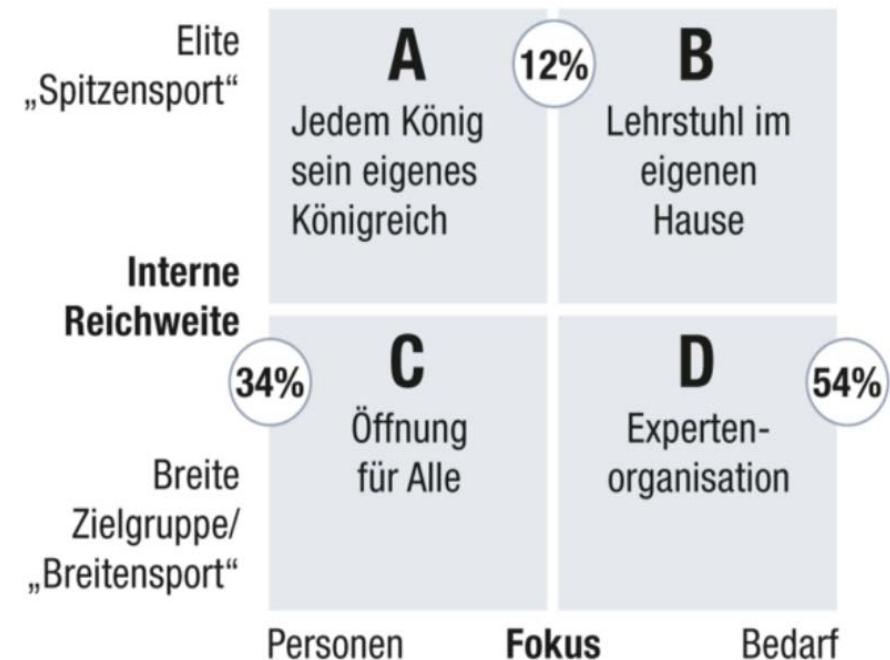 Elite
„Spitzensport“
A
12%
B
Jedem König
sein eigenes
Königreich
Lehrstuhl im
eigenen
Hause
Interne
Reichweite
34%
C
D
54%
Öffnung
für Alle
Experten-
organisation
Breite
Zielgruppe/
„Breitensport“
Personen
Fokus
Bedarf